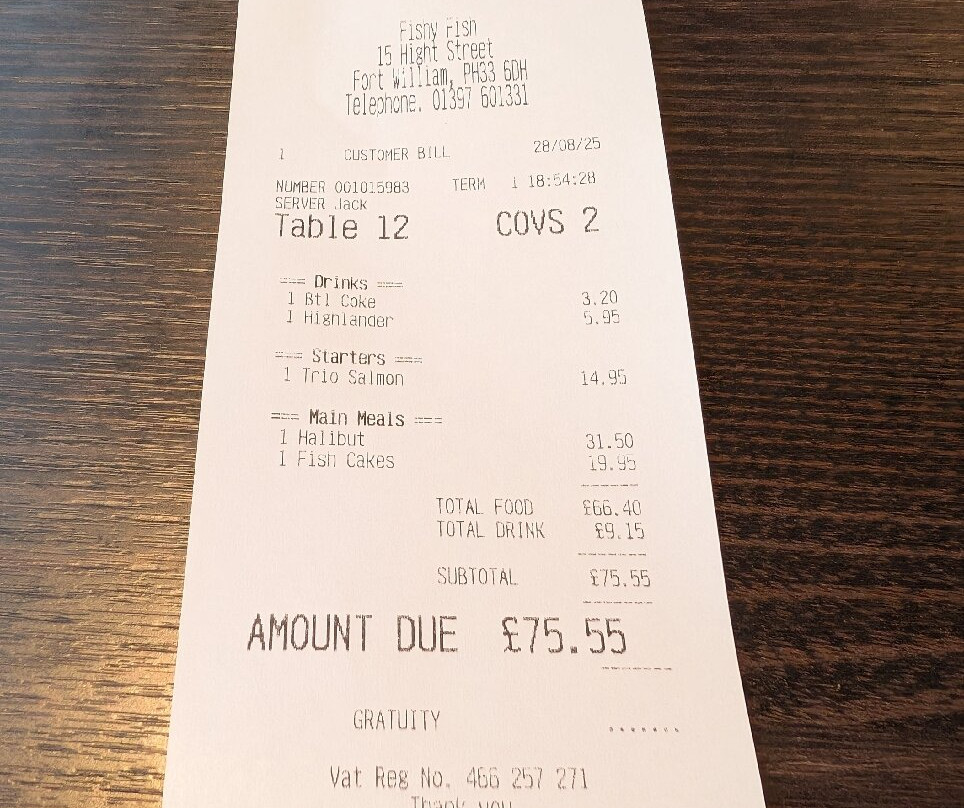 Fishy Fish
15 Hight Street
Fort William, PH33 6DH
Telephone. 01397 601331
1 CUSTOMER BILL 28/08/25
NUMBER 001015983 TERM 1 18:54:28
SERVER Jack
Table 12 COVS 2
=== Drinks ===
1 Btl Coke 3.20
1 Highlander 5.95
=== Starters ===
1 Trio Salmon 14.95
=== Main Meals ===
1 Halibut 31.50
1 Fish Cakes 19.95
TOTAL FOOD £66.40
TOTAL DRINK £9.15
SUBTOTAL £75.55
AMOUNT DUE £75.55
GRATUITY .......
Vat Reg No. 466 257 271
Thank you